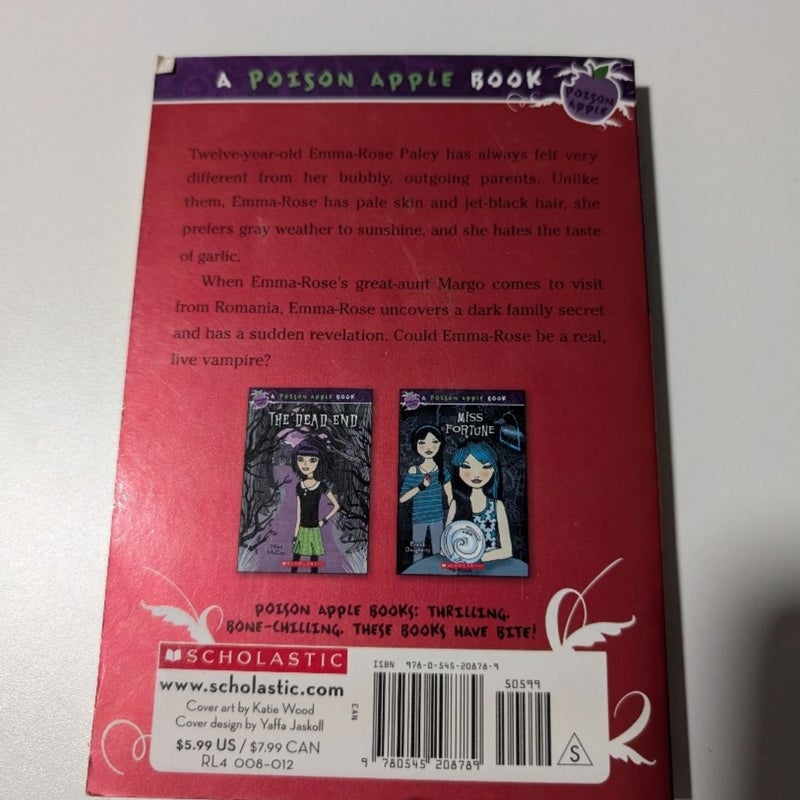 A POISON APPLE BOOK
POISON
APPLE
Twelve-year-old Emma-Rose Paley has always felt very
different from her bubbly, outgoing parents. Unlike
them, Emma-Rose has pale skin and jet-black hair, she
prefers gray weather to sunshine, and she hates the taste
of garlic.
When Emma-Rose's great-aunt Margo comes to visit
from Romania, Emma-Rose uncovers a dark family secret
and has a sudden revelation. Could Emma-Rose be a real,
live vampire?
A POISON APPLE BOOK
THE DEAD END
Mimi
McCoy
SCHOLASTIC
A POISON APPLE BOOK
MISS
FORTUNE
Brandi
Dougherty
SCHOLASTIC
POISON APPLE BOOKS: THRILLING.
BONE-CHILLING. THESE BOOKS HAVE BITE!
SCHOLASTIC
www.scholastic.com
Cover art by Katie Wood
Cover design by Yaffa Jaskoll
$5.99 US / $7.99 CAN
RL4 008-012
ISBN 978-0-545-20878-9
50599
EAN
9 780545 208789
S